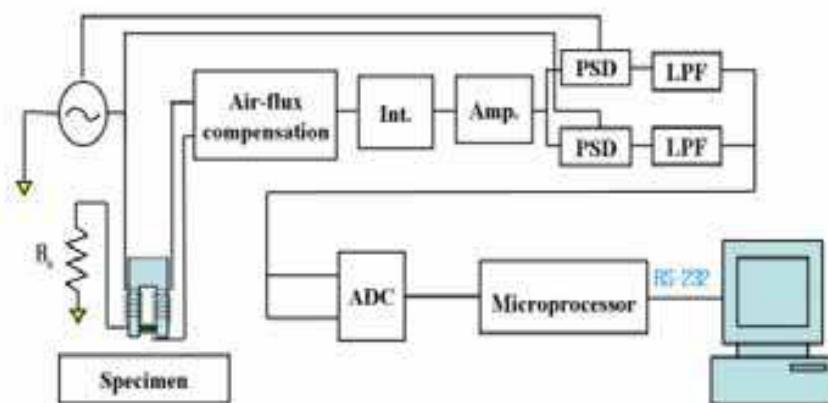 PSD
LPF
Air-flux
compensation
Int.
Amp.
PSD
LPF
ADC
Microprocessor
RS-232
Specimen